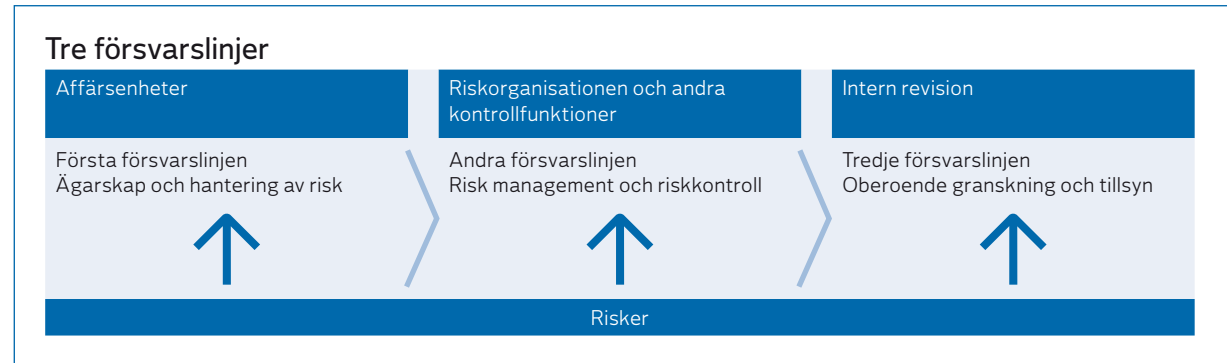 Tre försvarslinjer
Affärsenheter
Riskorganisationen och andra
kontrollfunktioner
Intern revision
Första försvarslinjen
Ägarskap och hantering av risk
Andra försvarslinjen
Risk management och riskkontroll
Tredje försvarslinjen
Oberoende granskning och tillsyn
Risker